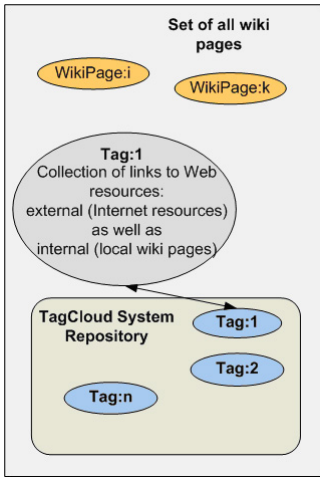 Set of all wiki
pages
WikiPage:i
WikiPage:k
Tag:1
Collection of links to Web
resources:
external (Internet resources)
as well as
internal (local wiki pages)
TagCloud System
Repository
Tag:1
Tag:2
Tag:n